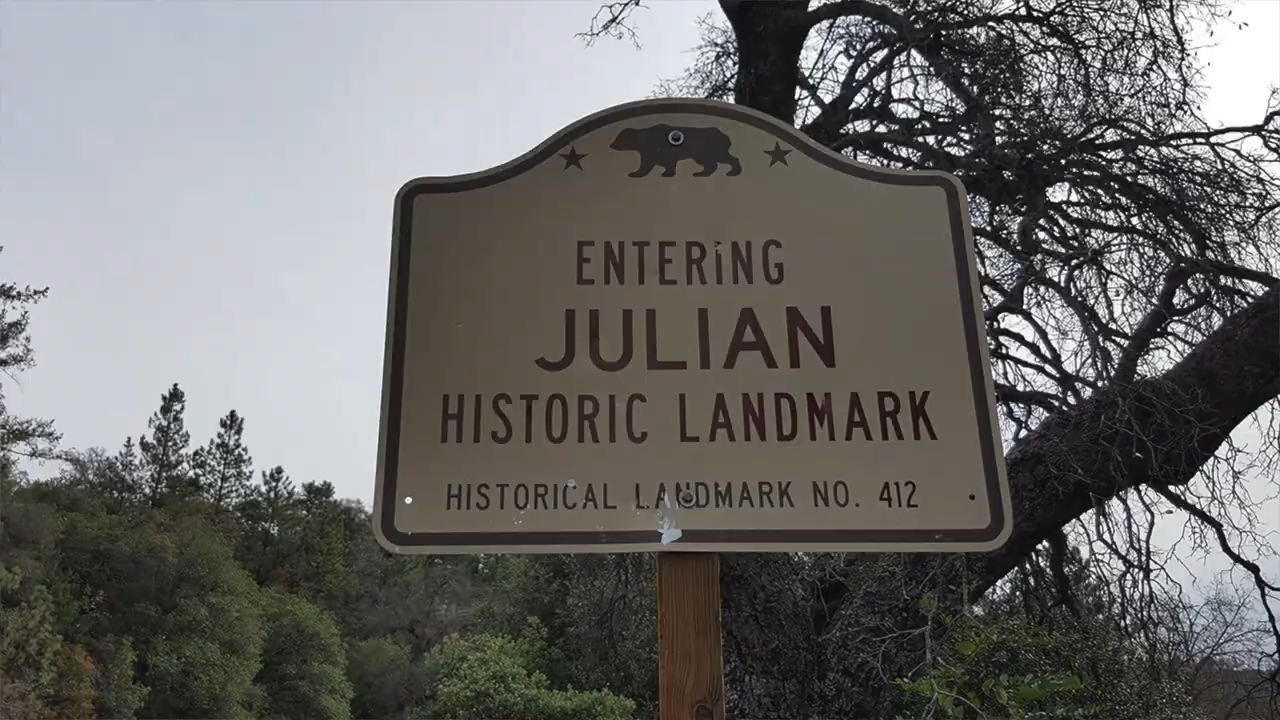 ENTERING
JULIAN
HISTORIC LANDMARK
HISTORICAL LANDMARK NO. 412